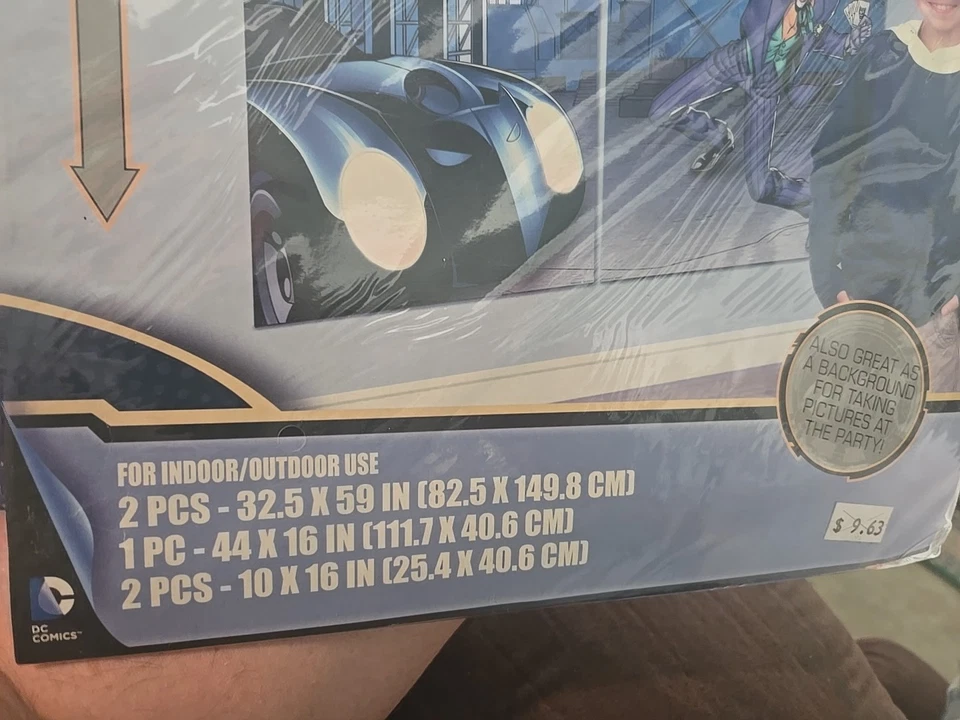 ALSO GREAT AS
A BACKGROUND
FOR TAKING
PICTURES AT
THE PARTY!
FOR INDOOR/OUTDOOR USE
2 PCS - 32.5 X 59 IN (82.5 X 149.8 CM)
1 PC - 44 X 16 IN (111.7 X 40.6 CM)
2 PCS - 10 X 16 IN (25.4 X 40.6 CM)
$ 9.63
DC
COMICS™